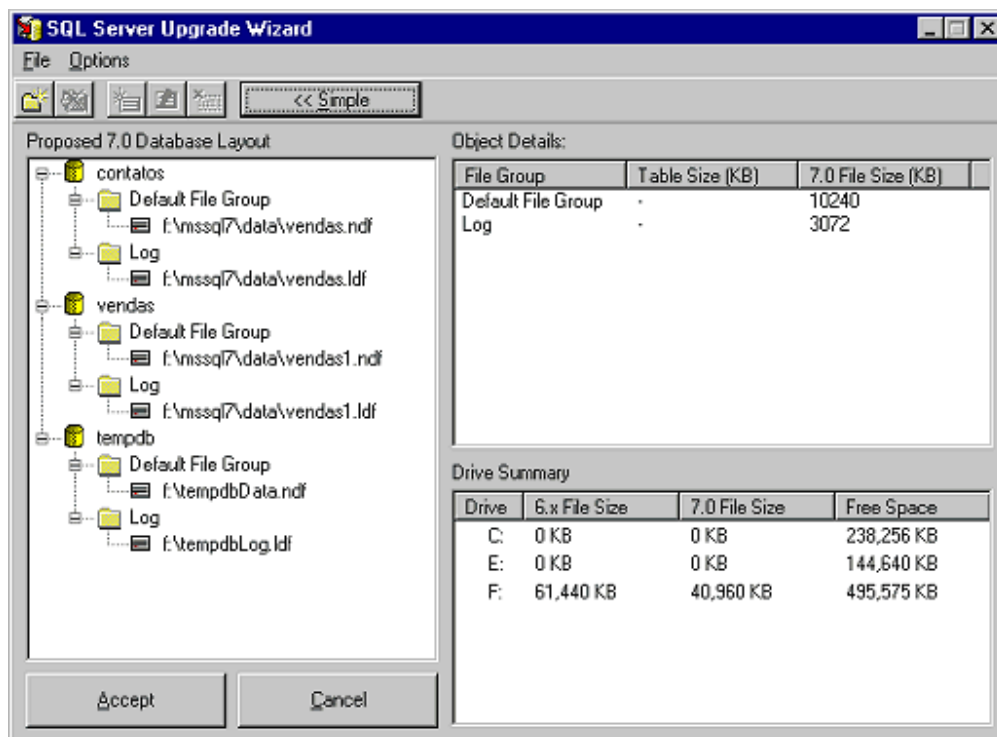 SQL Server Upgrade Wizard
File Options
<< Simple
Proposed 7.0 Database Layout
contatos
Default File Group
f:\mssql7\data\vendas.ndf
Log
f:\mssql7\data\vendas.ldf
vendas
Default File Group
f:\mssql7\data\vendas1.ndf
Log
f:\mssql7\data\vendas1.ldf
tempdb
Default File Group
f:\tempdbData.ndf
Log
f:\tempdbLog.ldf
Accept Cancel
Object Details:
File Group Table Size (KB) 7.0 File Size (KB)
Default File Group - 10240
Log - 3072
Drive Summary
Drive 6.x File Size 7.0 File Size Free Space
C: 0 KB 0 KB 238,256 KB
E: 0 KB 0 KB 144,640 KB
F: 61,440 KB 40,960 KB 495,575 KB